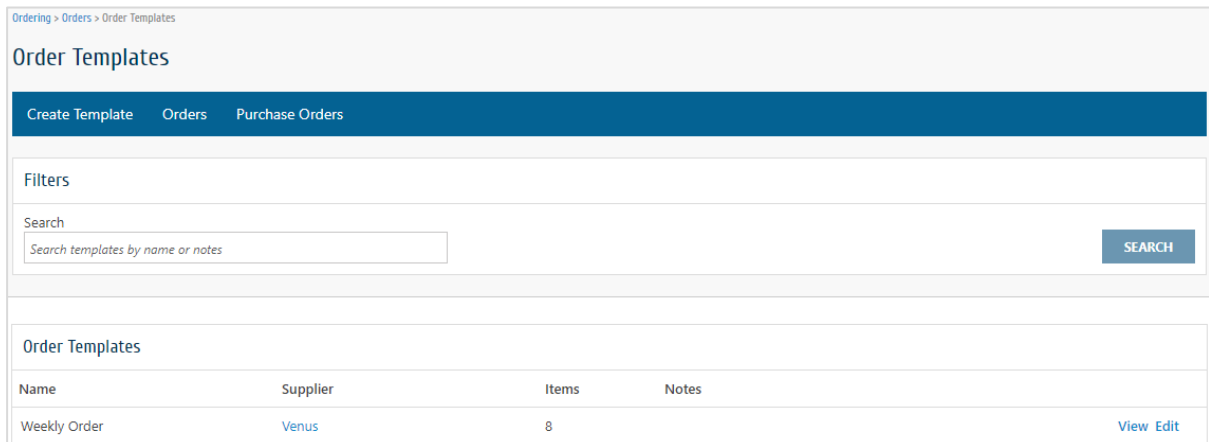 Ordering > Orders > Order Templates
Order Templates
Create Template Orders Purchase Orders
Filters
Search
Search templates by name or notes
SEARCH
Order Templates
Name Supplier Items Notes
Weekly Order Venus 8 View Edit